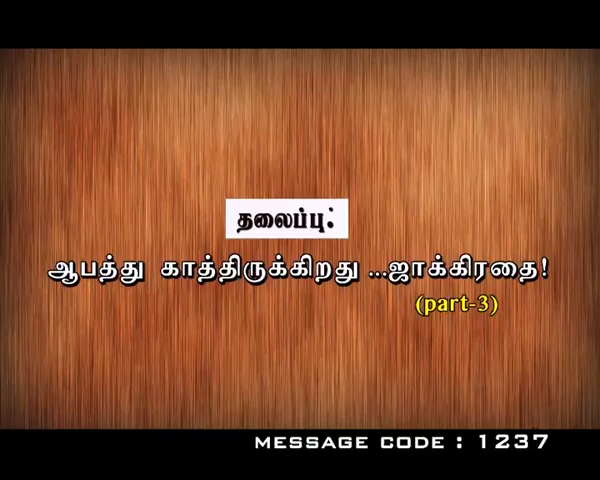 தலைப்பு:
ஆபத்து காத்திருக்கிறது ...ஜாக்கிரதை!
(part-3)
MESSAGE CODE : 1237